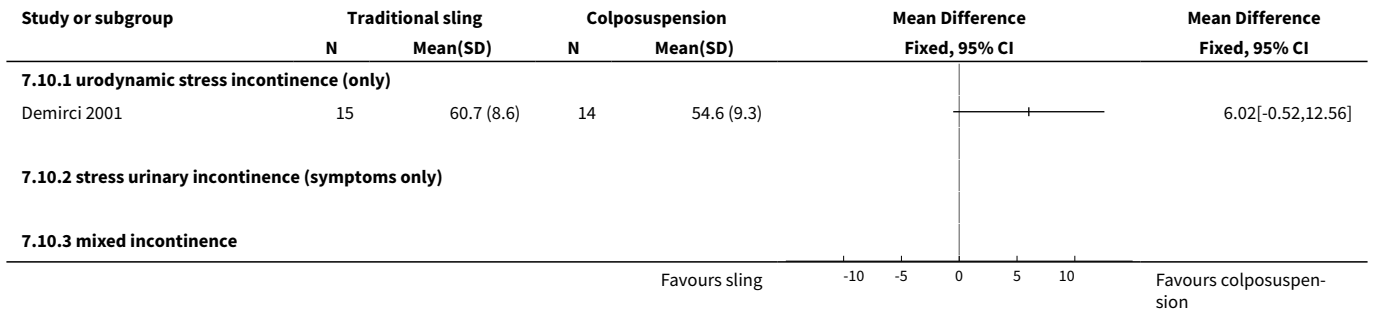 Study or subgroup Traditional sling Colposuspension Mean Difference Mean Difference
N Mean(SD) N Mean(SD) Fixed, 95% CI Fixed, 95% CI
7.10.1 urodynamic stress incontinence (only)
Demirci 2001 15 60.7 (8.6) 14 54.6 (9.3) 6.02[-0.52,12.56]
7.10.2 stress urinary incontinence (symptoms only)
7.10.3 mixed incontinence
Favours sling -10 -5 0 5 10 Favours colposuspen-
sion